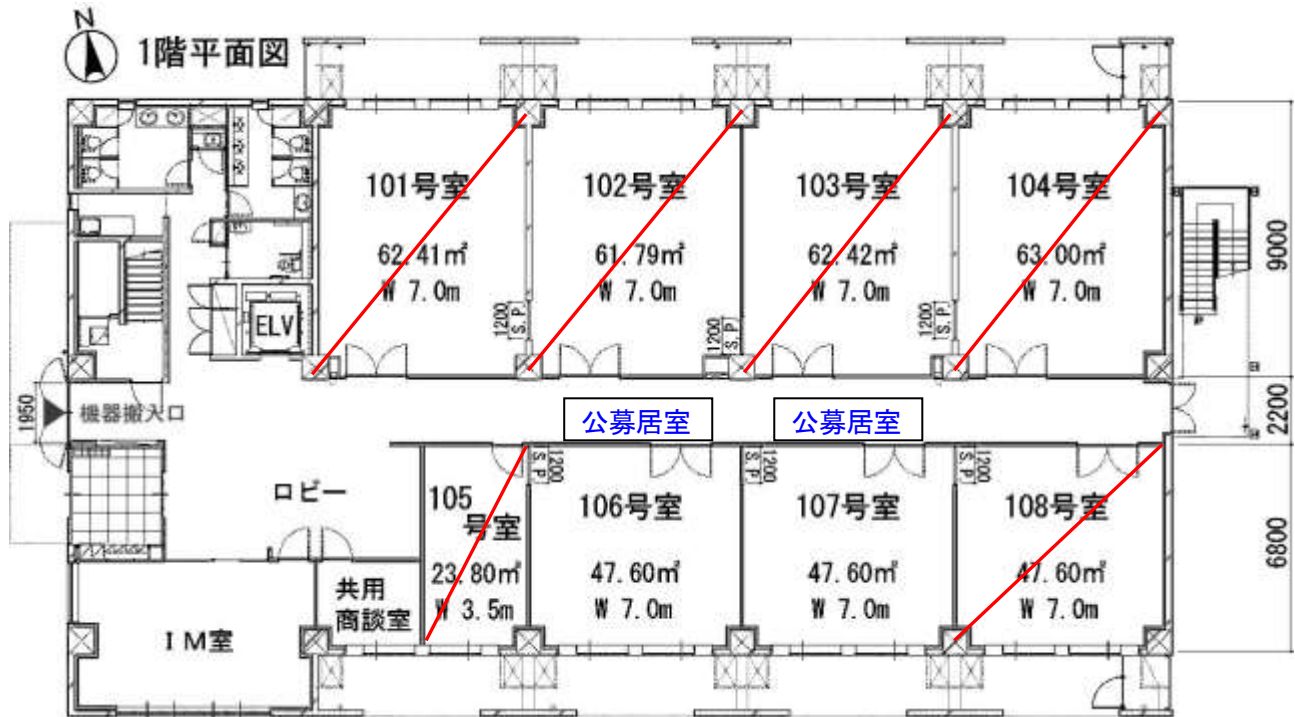 N
1階平面図
101号室
62.41㎡
W 7.0m
102号室
61.79㎡
W 7.0m
103号室
62.42㎡
W 7.0m
104号室
63.00㎡
W 7.0m
1200
S.P
1200
S.P
1200
S.P
ELV
9000
2200
6800
1950
機器搬入口
公募居室
公募居室
ロビー
105
号室
23.80㎡
W 3.5m
1200
S.P
106号室
47.60㎡
W 7.0m
1200
S.P
107号室
47.60㎡
W 7.0m
1200
S.P
108号室
47.60㎡
W 7.0m
共用
商談室
IM室